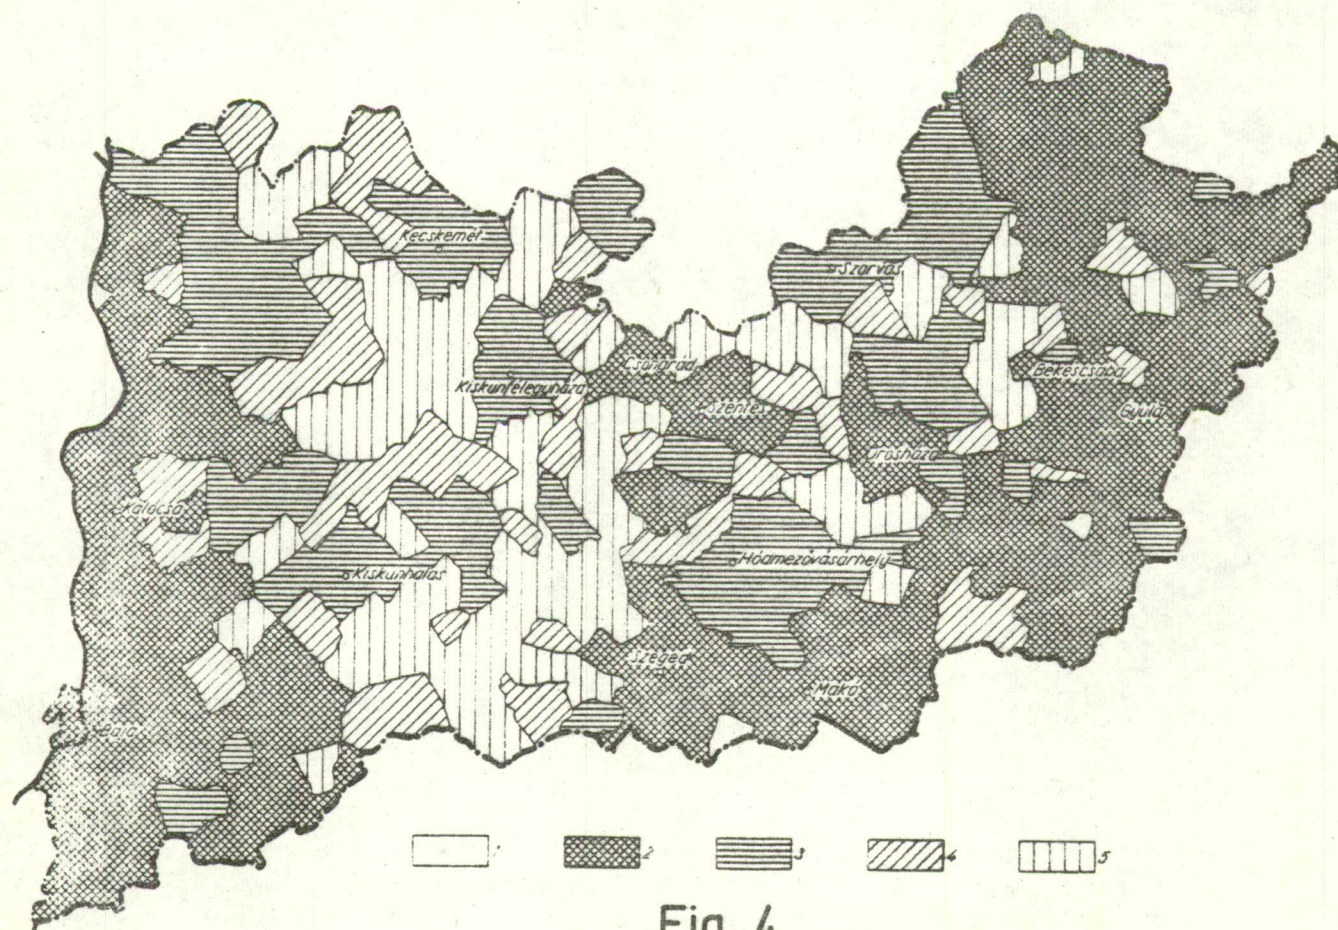 Kecskemét
Szarvas
Csongrád
Kiskunfélegyháza
Békéscsaba
Szentes
Gyula
Orosháza
Kalocsa
Hódmezővásárhely
Kiskunhalas
Szeged
Makó
Baja
1 2 3 4 5
Fig. 4